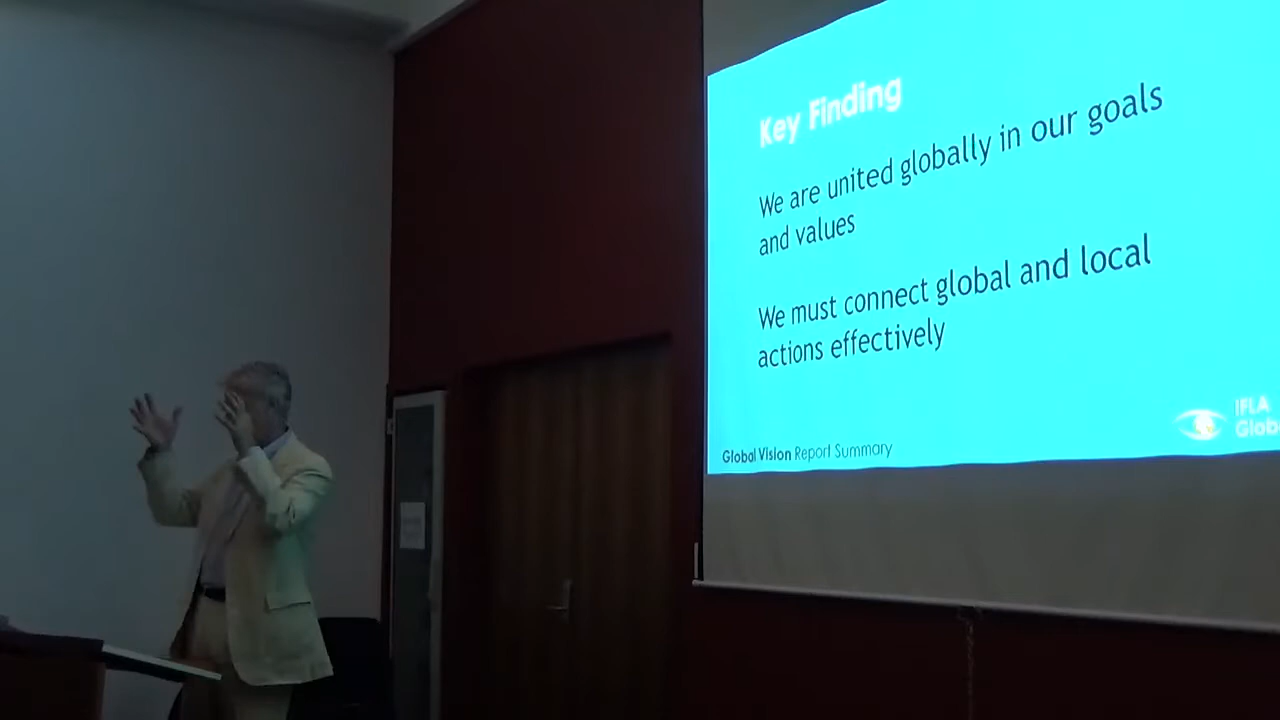 Key Finding
We are united globally in our goals
and values
We must connect global and local
actions effectively
Global Vision Report Summary
IFLA